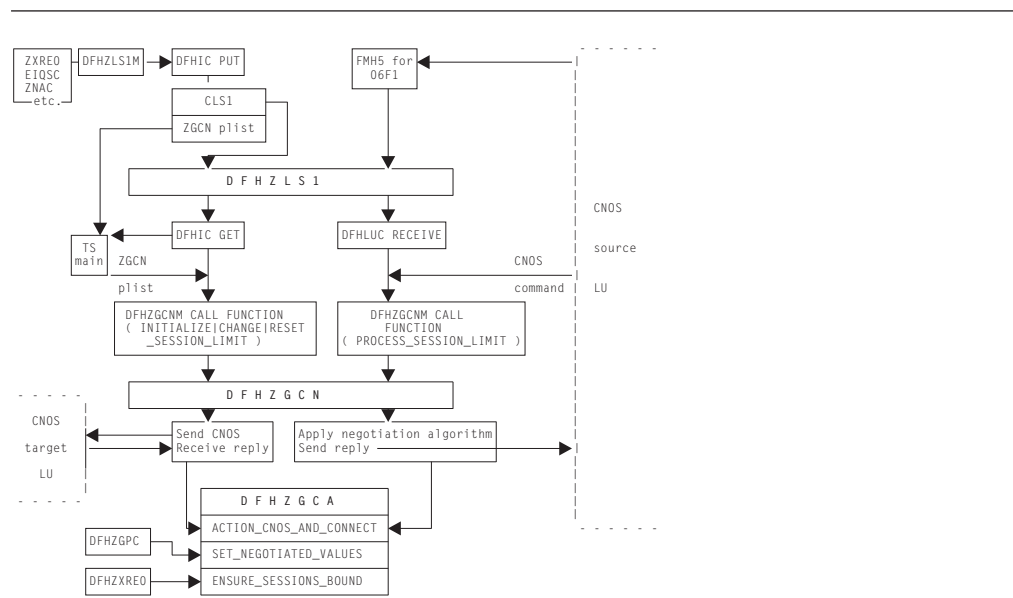 ZXREO
EIQSC
ZNAC
etc.
DFHZLS1M
DFHIC PUT
FMH5 for
06F1
CLS1
ZGCN plist
D F H Z L S 1
CNOS
source
LU
DFHIC GET
DFHLUC RECEIVE
TS
main
ZGCN
plist
CNOS
command
DFHZGCNM CALL FUNCTION
( INITIALIZE|CHANGE|RESET
_SESSION_LIMIT )
DFHZGCNM CALL
FUNCTION
( PROCESS_SESSION_LIMIT )
D F H Z G C N
CNOS
target
LU
Send CNOS
Receive reply
Apply negotiation algorithm
Send reply
D F H Z G C A
ACTION_CNOS_AND_CONNECT
DFHZGPC
SET_NEGOTIATED_VALUES
DFHZXREO
ENSURE_SESSIONS_BOUND